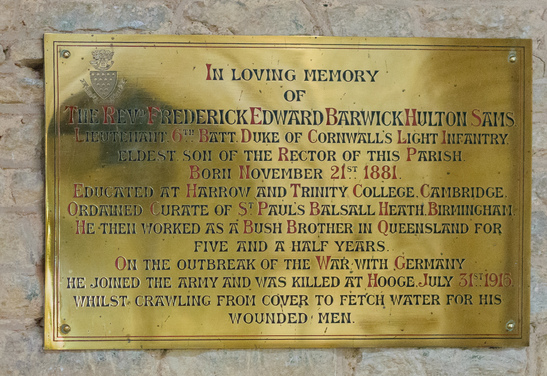 IN LOVING MEMORY
OF
THE REVD FREDERICK EDWARD BARWICK HULTON SAMS
LIEUTENANT. 6TH BATT. DUKE OF CORNWALL'S LIGHT INFANTRY.
ELDEST SON OF THE RECTOR OF THIS PARISH.
BORN NOVEMBER 21ST 1881.
EDUCATED AT HARROW AND TRINITY COLLEGE. CAMBRIDGE.
ORDAINED CURATE OF ST PAUL'S BALSALL HEATH. BIRMINGHAM
HE THEN WORKED AS A BUSH BROTHER IN QUEENSLAND FOR
FIVE AND A HALF YEARS.
ON THE OUTBREAK OF THE WAR, WITH GERMANY
HE JOINED THE ARMY AND WAS KILLED AT HOOGE. JULY 31ST 1915.
WHILST CRAWLING FROM COVER TO FETCH WATER FOR HIS
WOUNDED MEN.